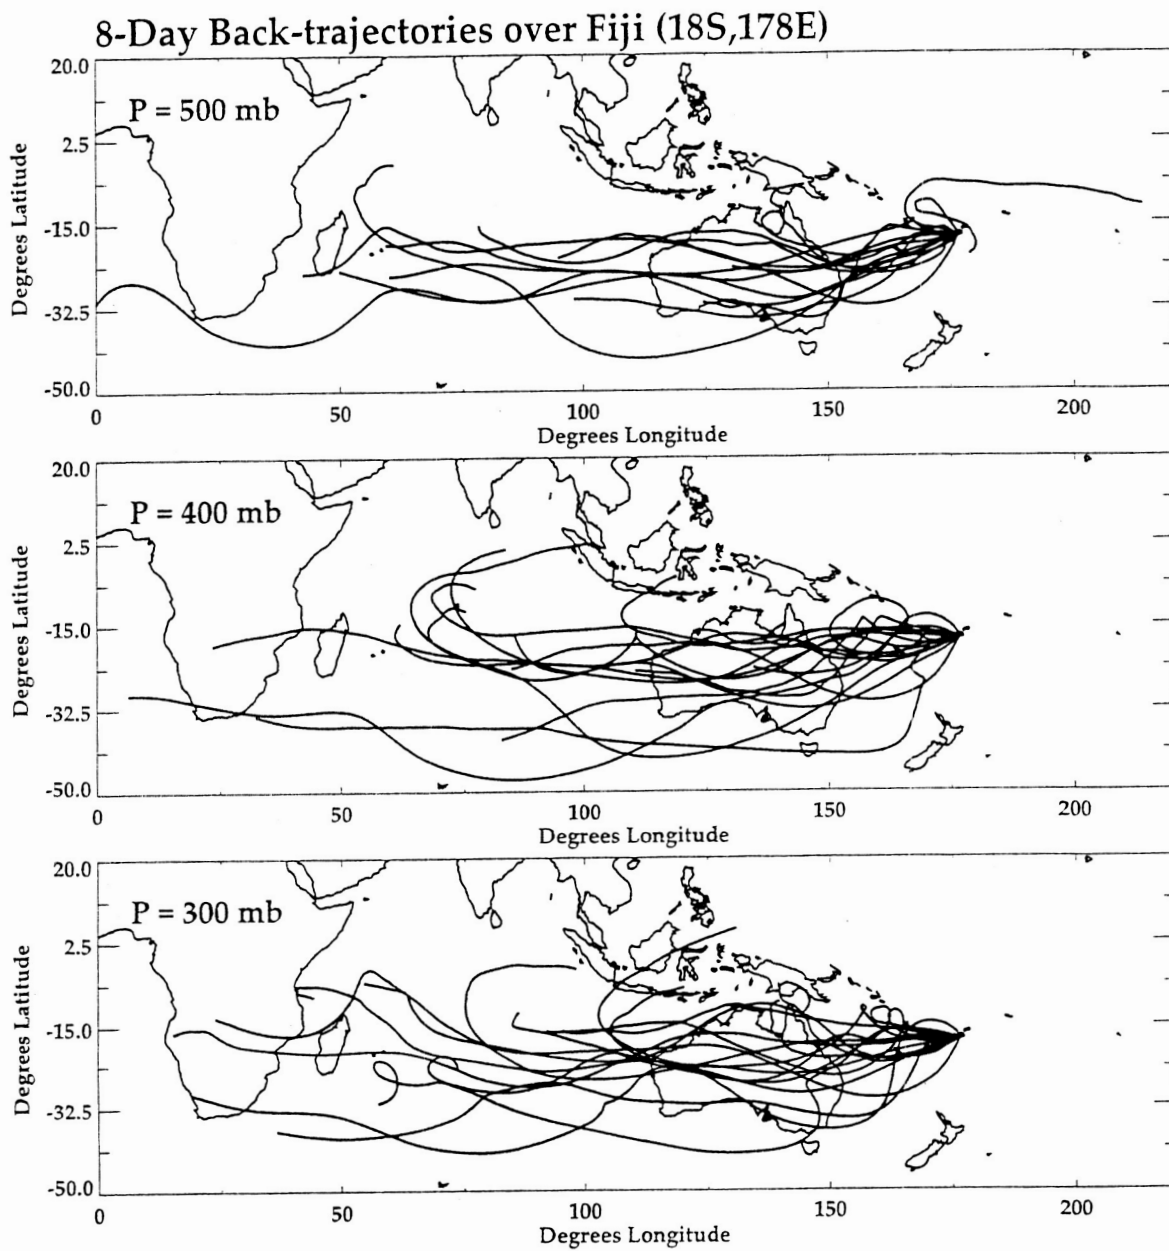 8-Day Back-trajectories over Fiji (18S,178E)
20.0
P = 500 mb
2.5
Degrees Latitude
-15.0
-32.5
-50.0
0 50 100 150 200
Degrees Longitude
20.0
P = 400 mb
2.5
Degrees Latitude
-15.0
-32.5
-50.0
0 50 100 150 200
Degrees Longitude
20.0
P = 300 mb
2.5
Degrees Latitude
-15.0
-32.5
-50.0
0 50 100 150 200
Degrees Longitude